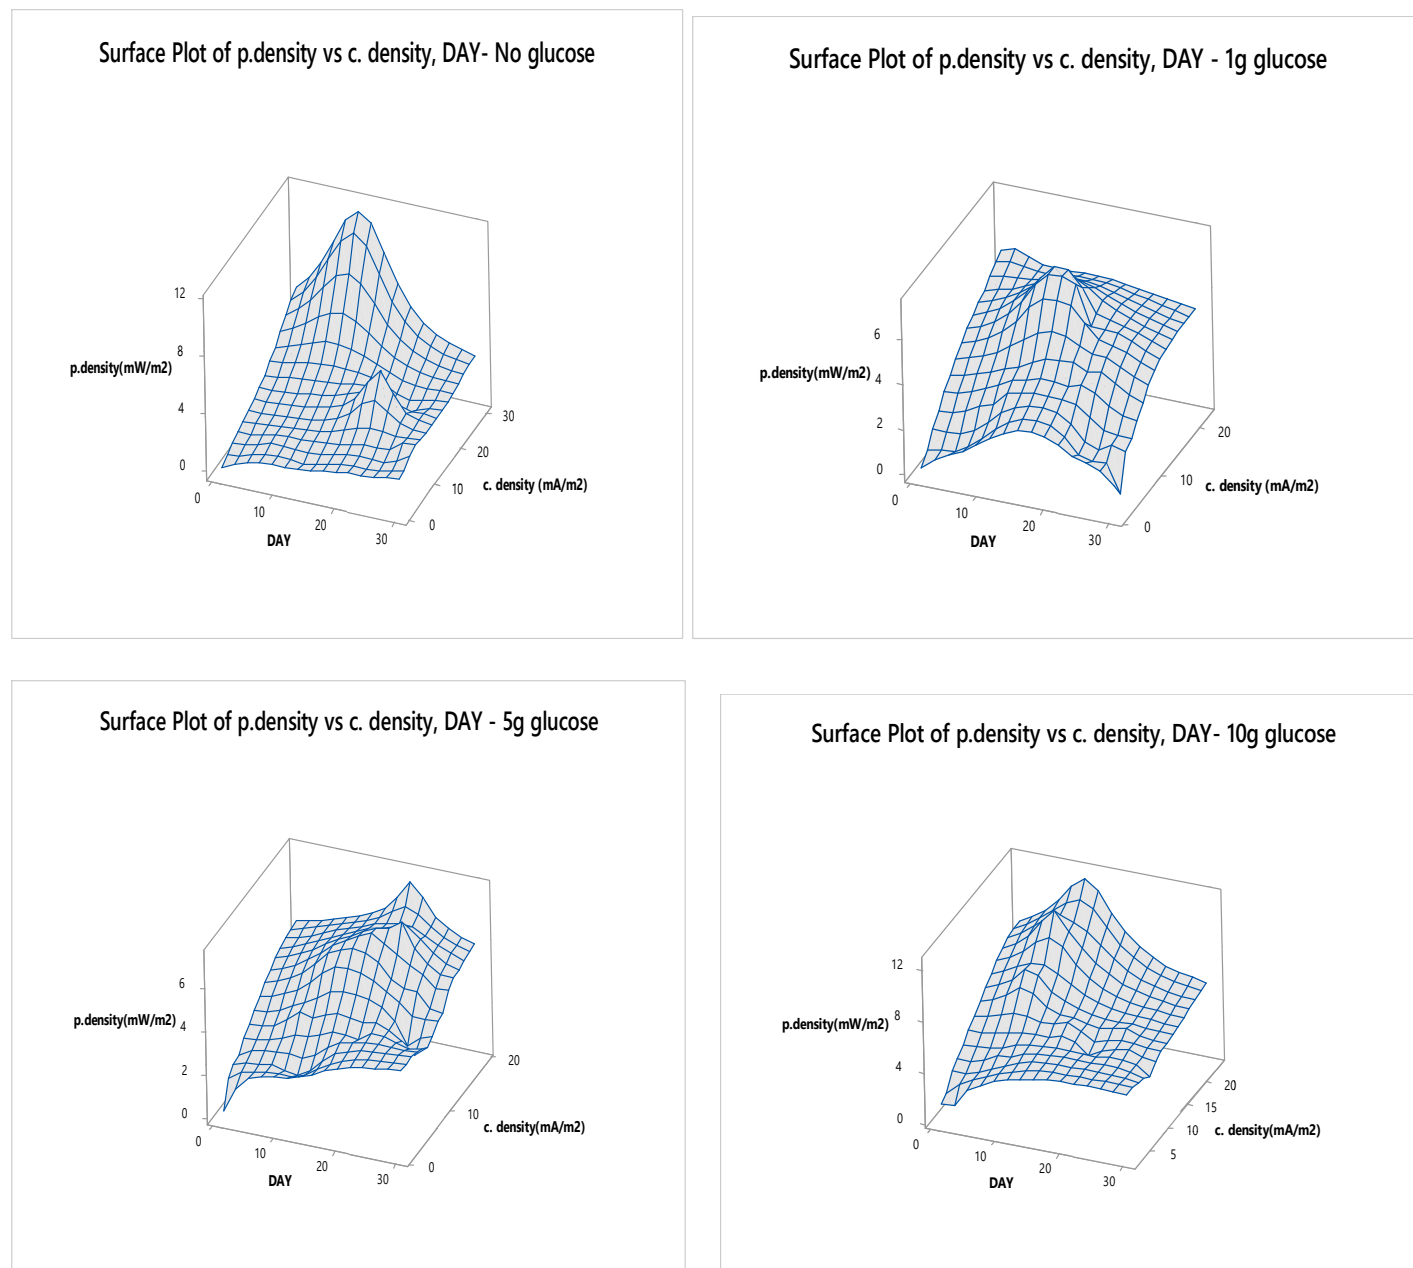 Surface Plot of p.density vs c. density, DAY- No glucose
12
8
p.density(mW/m2)
4
0
0
10
20
30
DAY
0
10
20
30
c. density (mA/m2)
Surface Plot of p.density vs c. density, DAY - 1g glucose
6
p.density(mW/m2)
4
2
0
0
10
20
30
DAY
0
10
20
c. density (mA/m2)
Surface Plot of p.density vs c. density, DAY - 5g glucose
6
p.density(mW/m2)
4
2
0
0
10
20
30
DAY
0
10
20
c. density(mA/m2)
Surface Plot of p.density vs c. density, DAY- 10g glucose
12
p.density(mW/m2)
8
4
0
0
10
20
30
DAY
5
10
15
20
c. density(mA/m2)